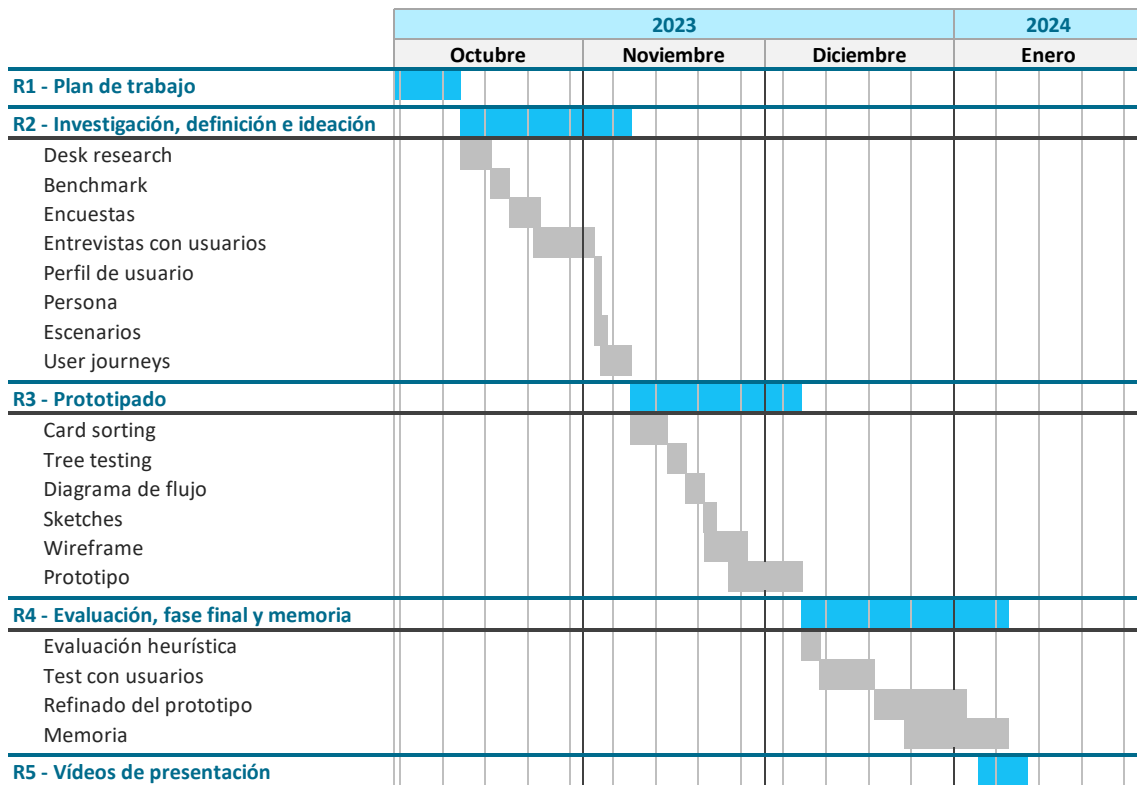 2023 2024
Octubre Noviembre Diciembre Enero
R1 - Plan de trabajo
R2 - Investigación, definición e ideación
Desk research
Benchmark
Encuestas
Entrevistas con usuarios
Perfil de usuario
Persona
Escenarios
User journeys
R3 - Prototipado
Card sorting
Tree testing
Diagrama de flujo
Sketches
Wireframe
Prototipo
R4 - Evaluación, fase final y memoria
Evaluación heurística
Test con usuarios
Refinado del prototipo
Memoria
R5 - Vídeos de presentación